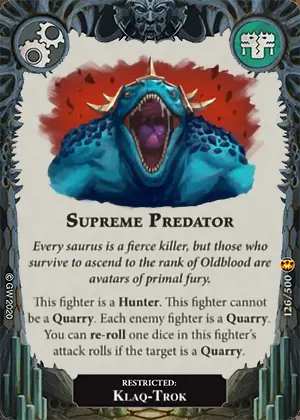 SUPREME PREDATOR
Every saurus is a fierce killer, but those who
survive to ascend to the rank of Oldblood are
avatars of primal fury.
This fighter is a Hunter. This fighter cannot
be a Quarry. Each enemy fighter is a Quarry.
You can re-roll one dice in this fighter's
attack rolls if the target is a Quarry.
RESTRICTED:
KLAQ-TROK
© GW 2020
126/500